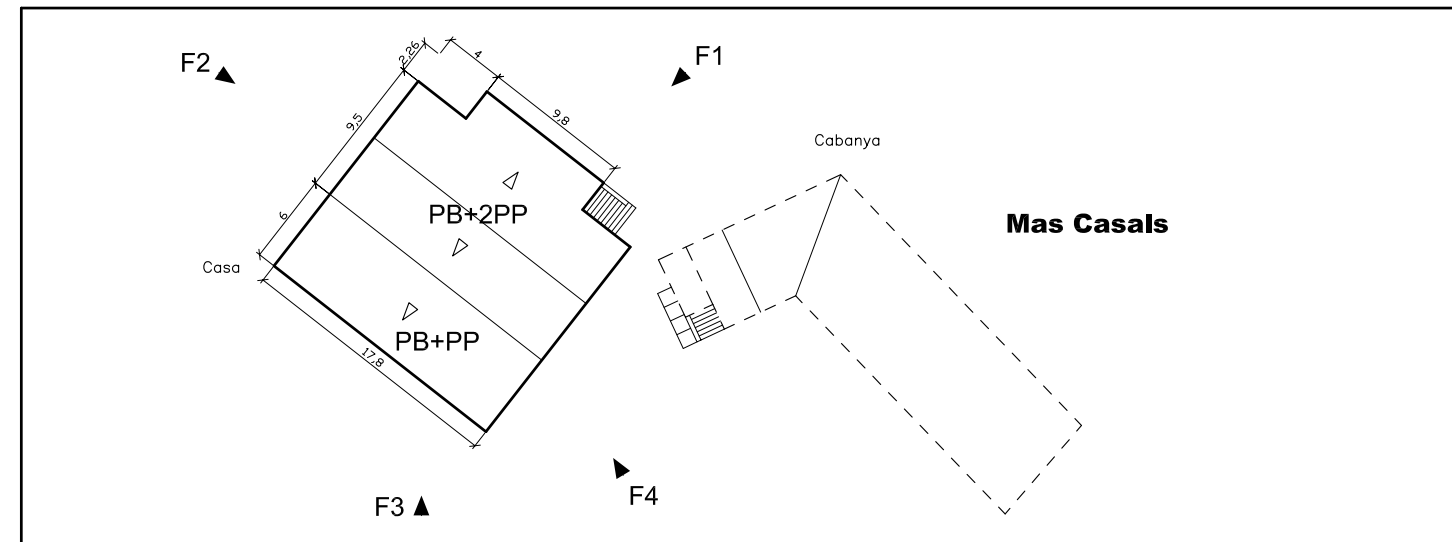 F2
2,26
4
F1
9,5
9,8
Cabanya
PB+2PP
Mas Casals
6
Casa
PB+PP
17,8
F4
F3